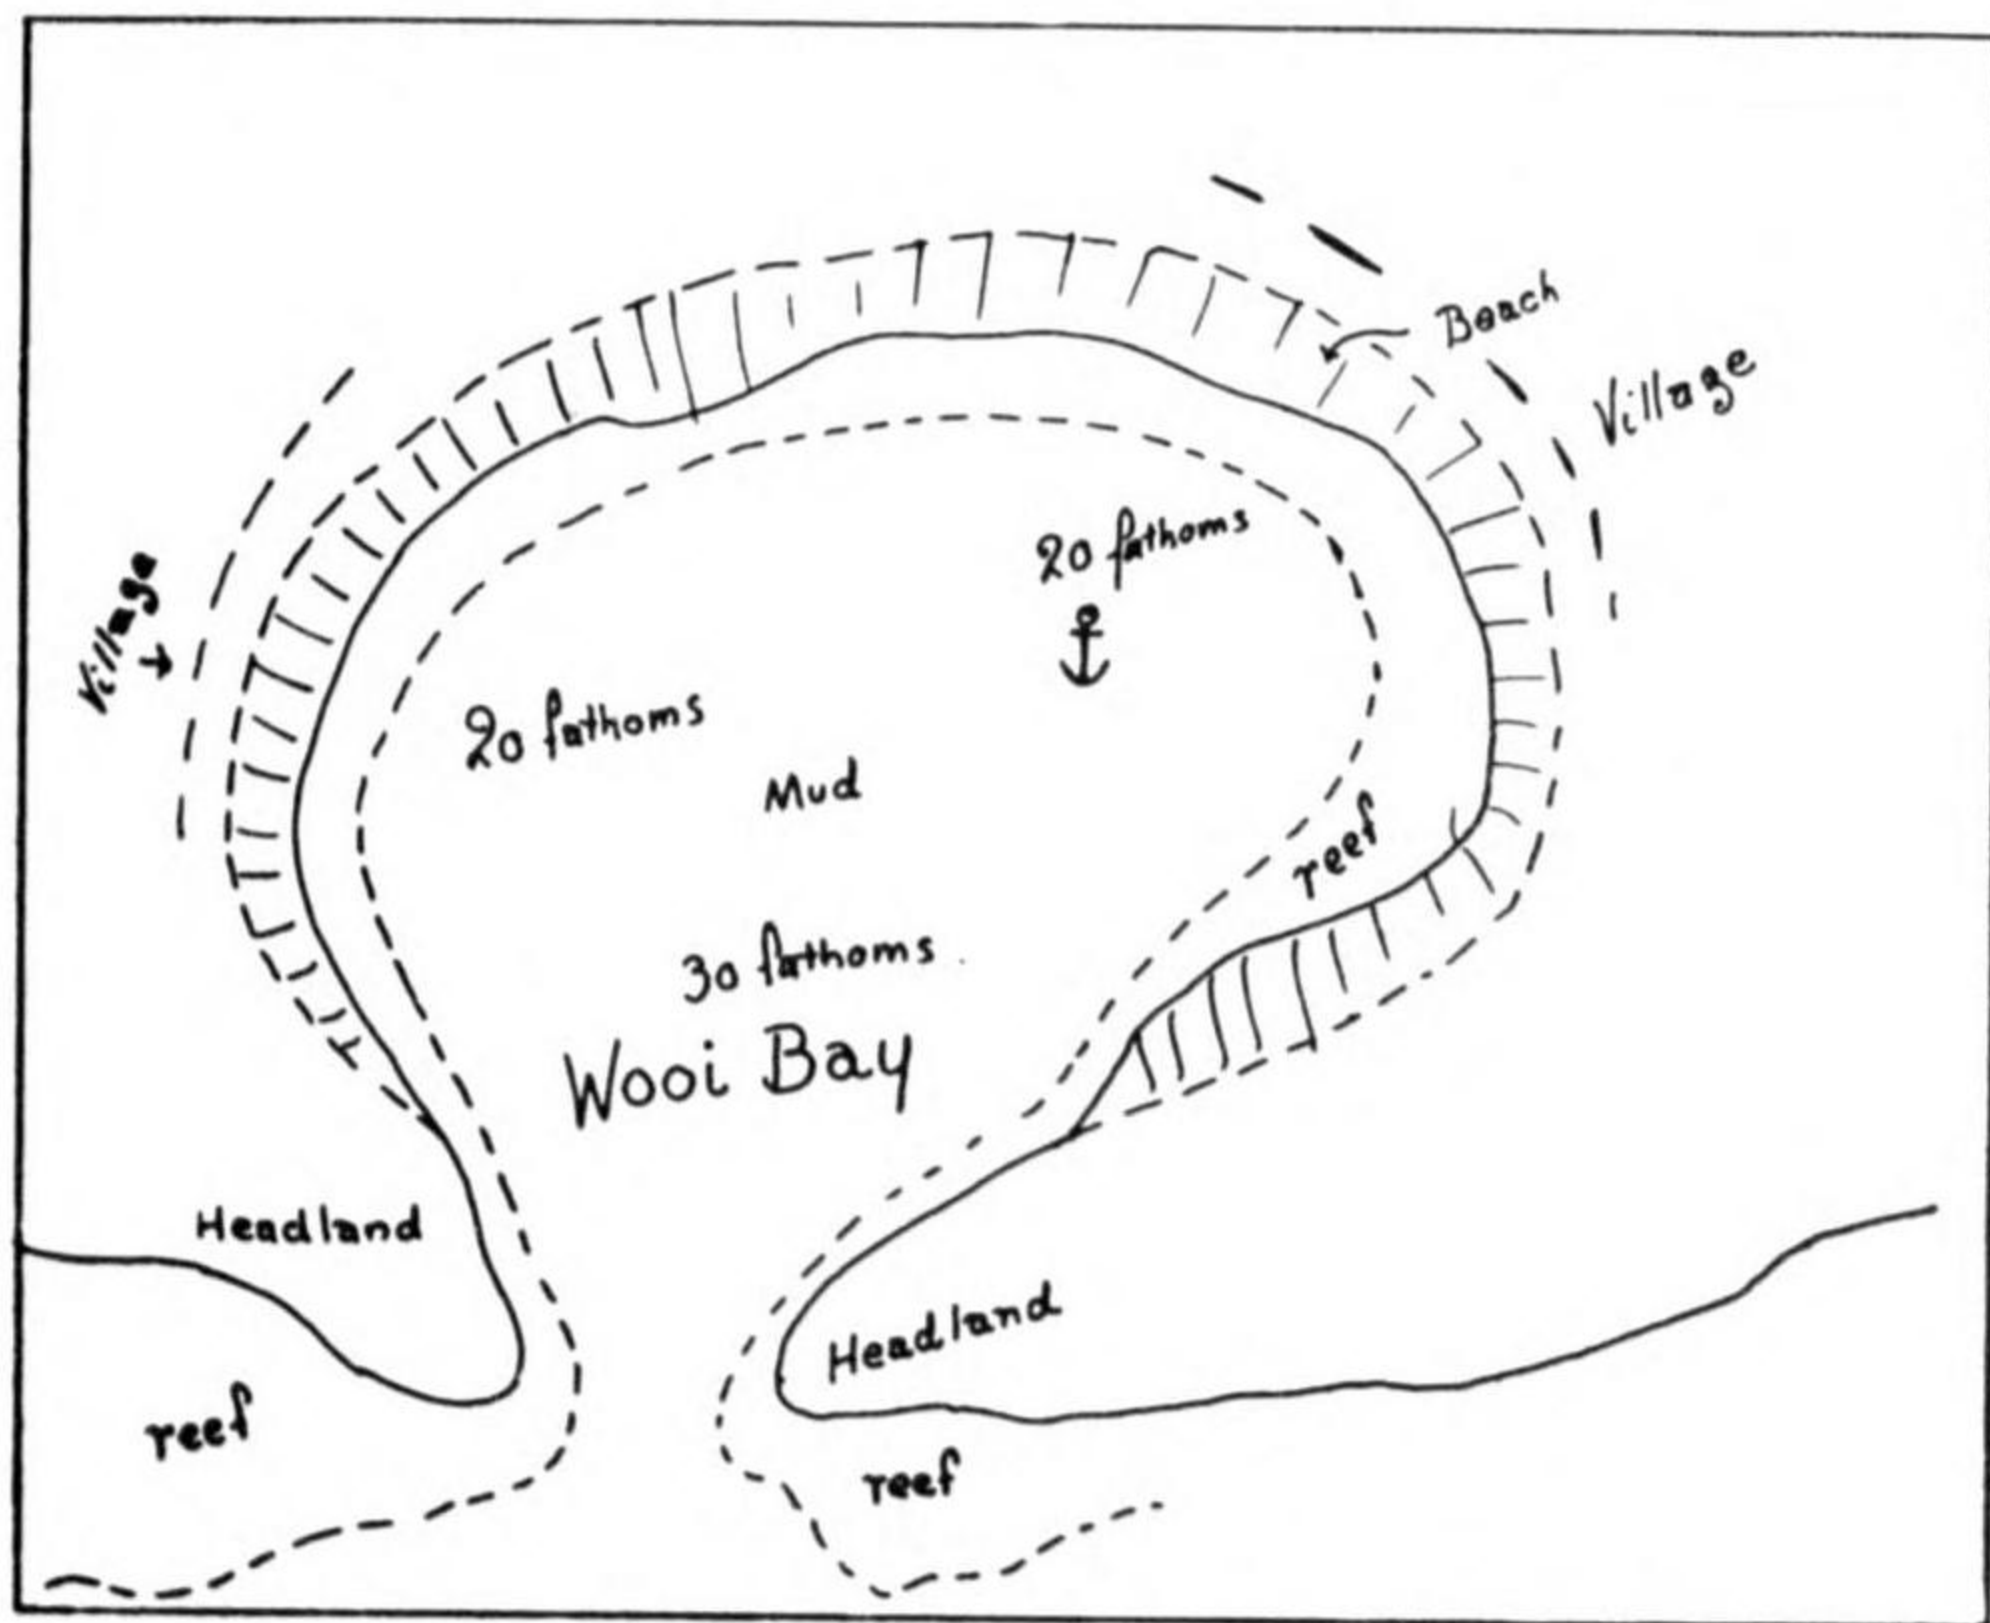 Beach
Village
20 fathoms
Village
20 fathoms
Mud
reef
30 fathoms.
Wooi Bay
Headland
Headland
reef
reef